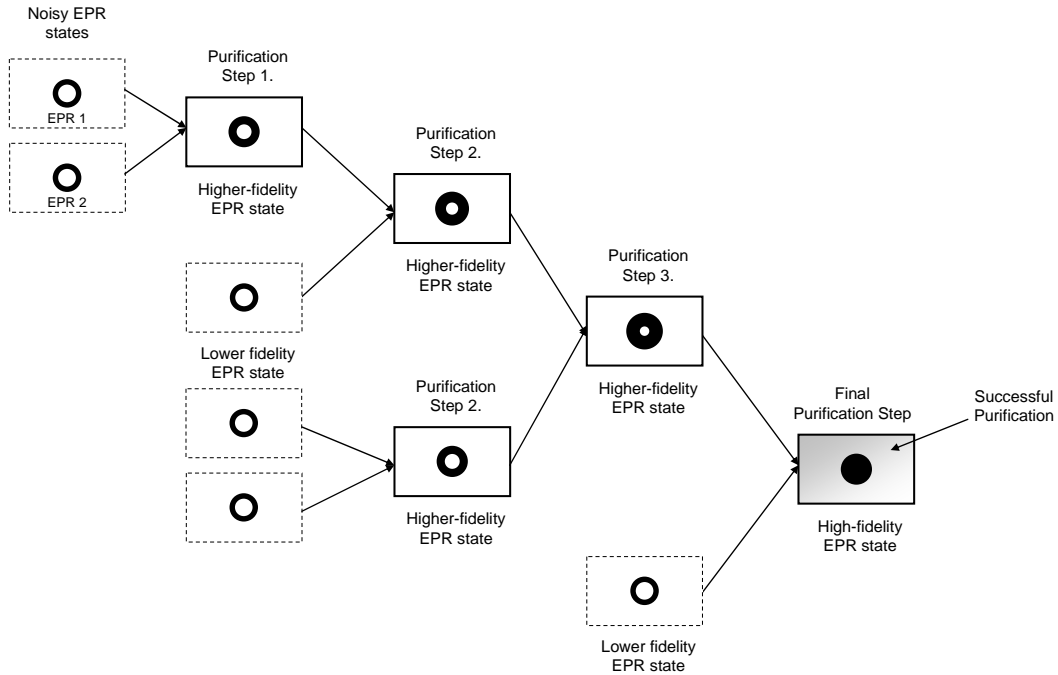 Noisy EPR
states
EPR 1
EPR 2
Purification
Step 1.
Higher-fidelity
EPR state
Lower fidelity
EPR state
Purification
Step 2.
Higher-fidelity
EPR state
Purification
Step 2.
Higher-fidelity
EPR state
Purification
Step 3.
Higher-fidelity
EPR state
Lower fidelity
EPR state
Final
Purification Step
High-fidelity
EPR state
Successful
Purification